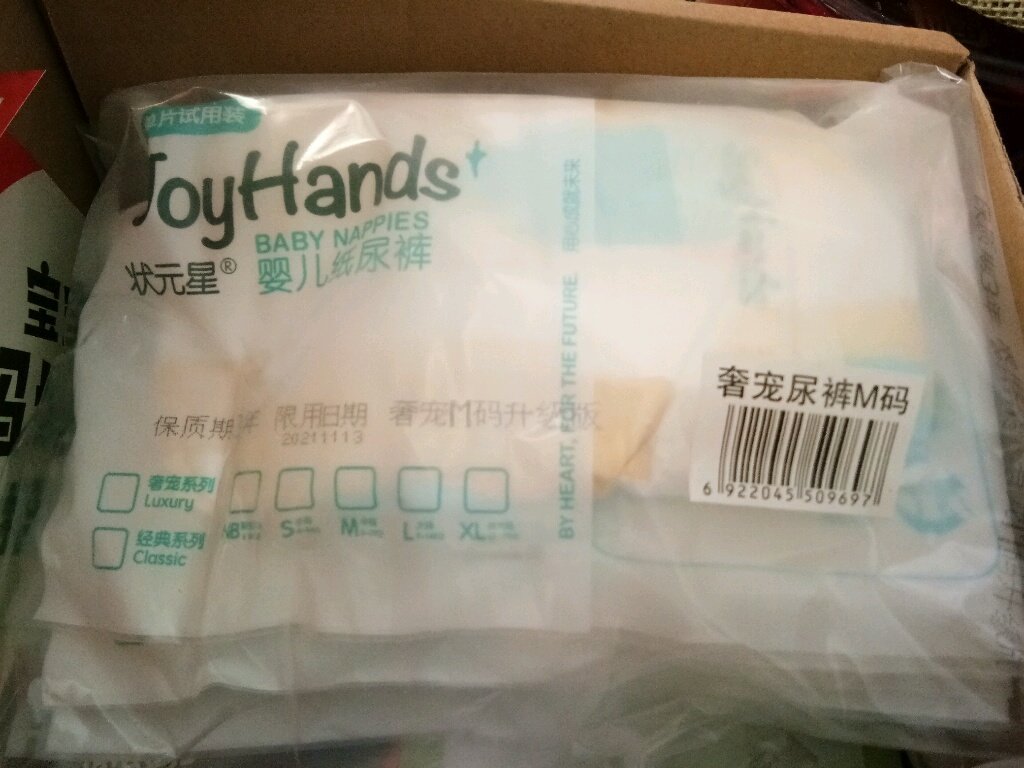 单片试用装
JoyHands
BABY NAPPIES
状元星® 婴儿纸尿裤
保质期 限用日期 奢宠M码升级版
20211113
奢宠系列
Luxury
NB S M L XL
经典系列
Classic
BY HEART, FOR THE FUTURE
奢宠尿裤M码
6 922045 509697